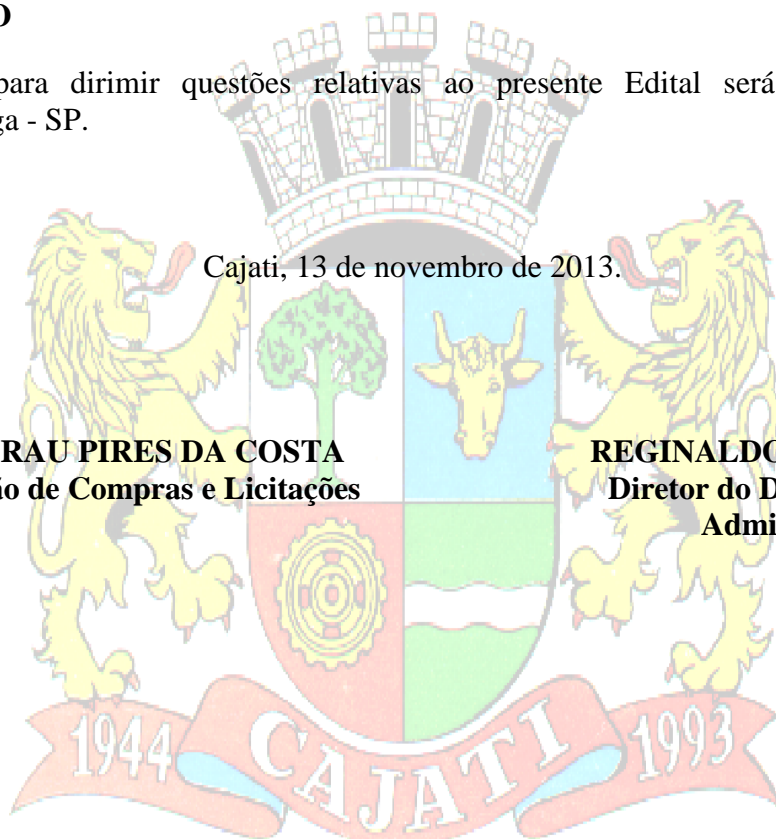 O
para dirimir questões relativas ao presente Edital será
ga - SP.
Cajati, 13 de novembro de 2013.
RAU PIRES DA COSTA
ão de Compras e Licitações
REGINALDO
Diretor do D
Admi
1944
CAJATI
1993